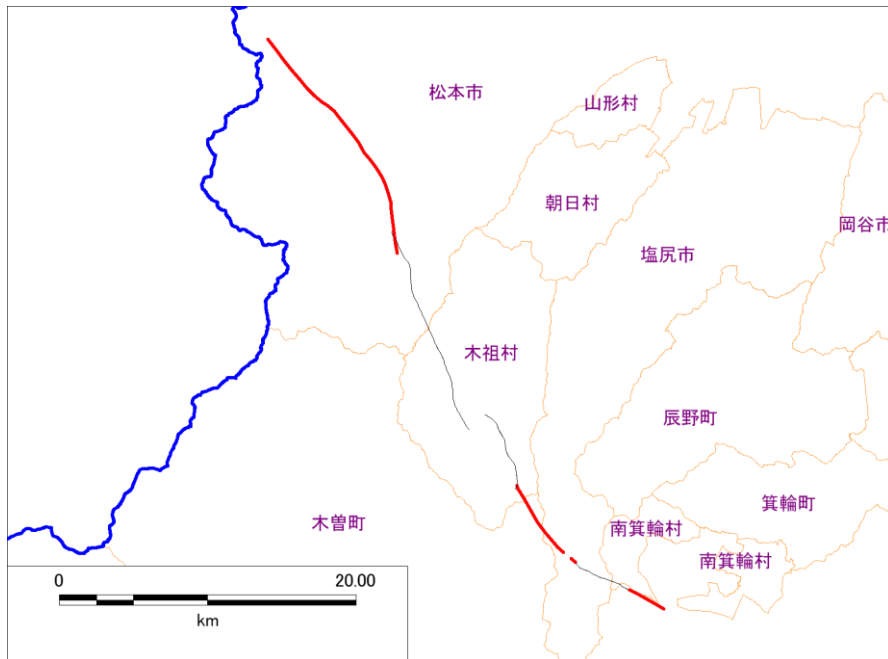 松本市
山形村
朝日村
岡谷市
塩尻市
木祖村
辰野町
箕輪町
木曽町
南箕輪村
南箕輪村
0
20.00
km